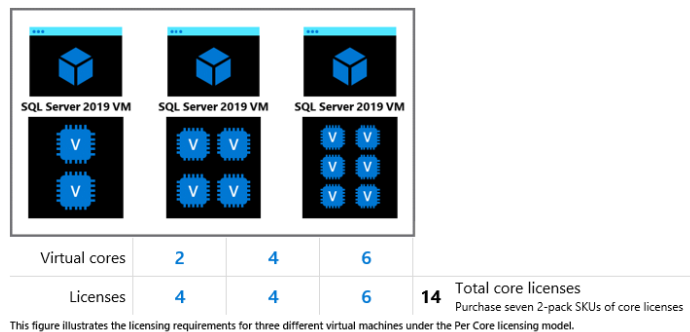 SQL Server 2019 VM SQL Server 2019 VM SQL Server 2019 VM
V V V V V
V V V V V
V V
Virtual cores 2 4 6
Licenses 4 4 6 14 Total core licenses
Purchase seven 2-pack SKUs of core licenses
This figure illustrates the licensing requirements for three different virtual machines under the Per Core licensing model.